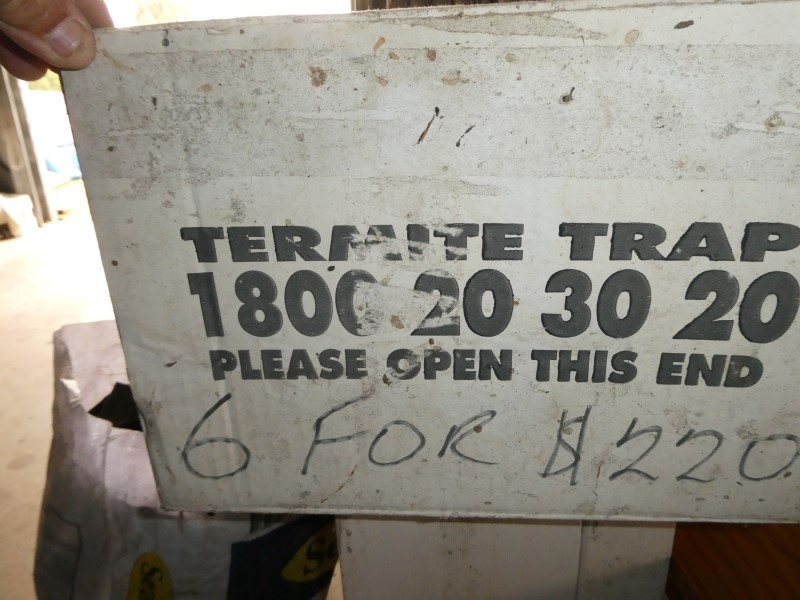 TERMITE TRAP
1800 20 30 20
PLEASE OPEN THIS END
6 FOR $220